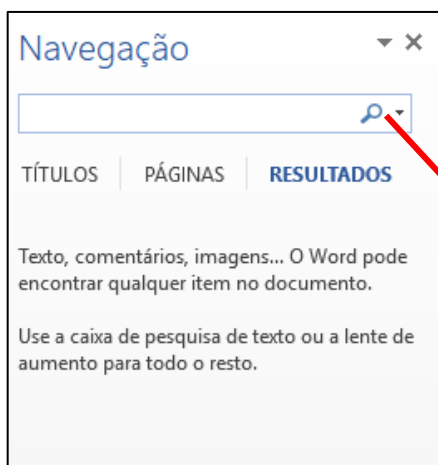 Navegação
TÍTULOS PÁGINAS RESULTADOS
Texto, comentários, imagens... O Word pode
encontrar qualquer item no documento.
Use a caixa de pesquisa de texto ou a lente de
aumento para todo o resto.